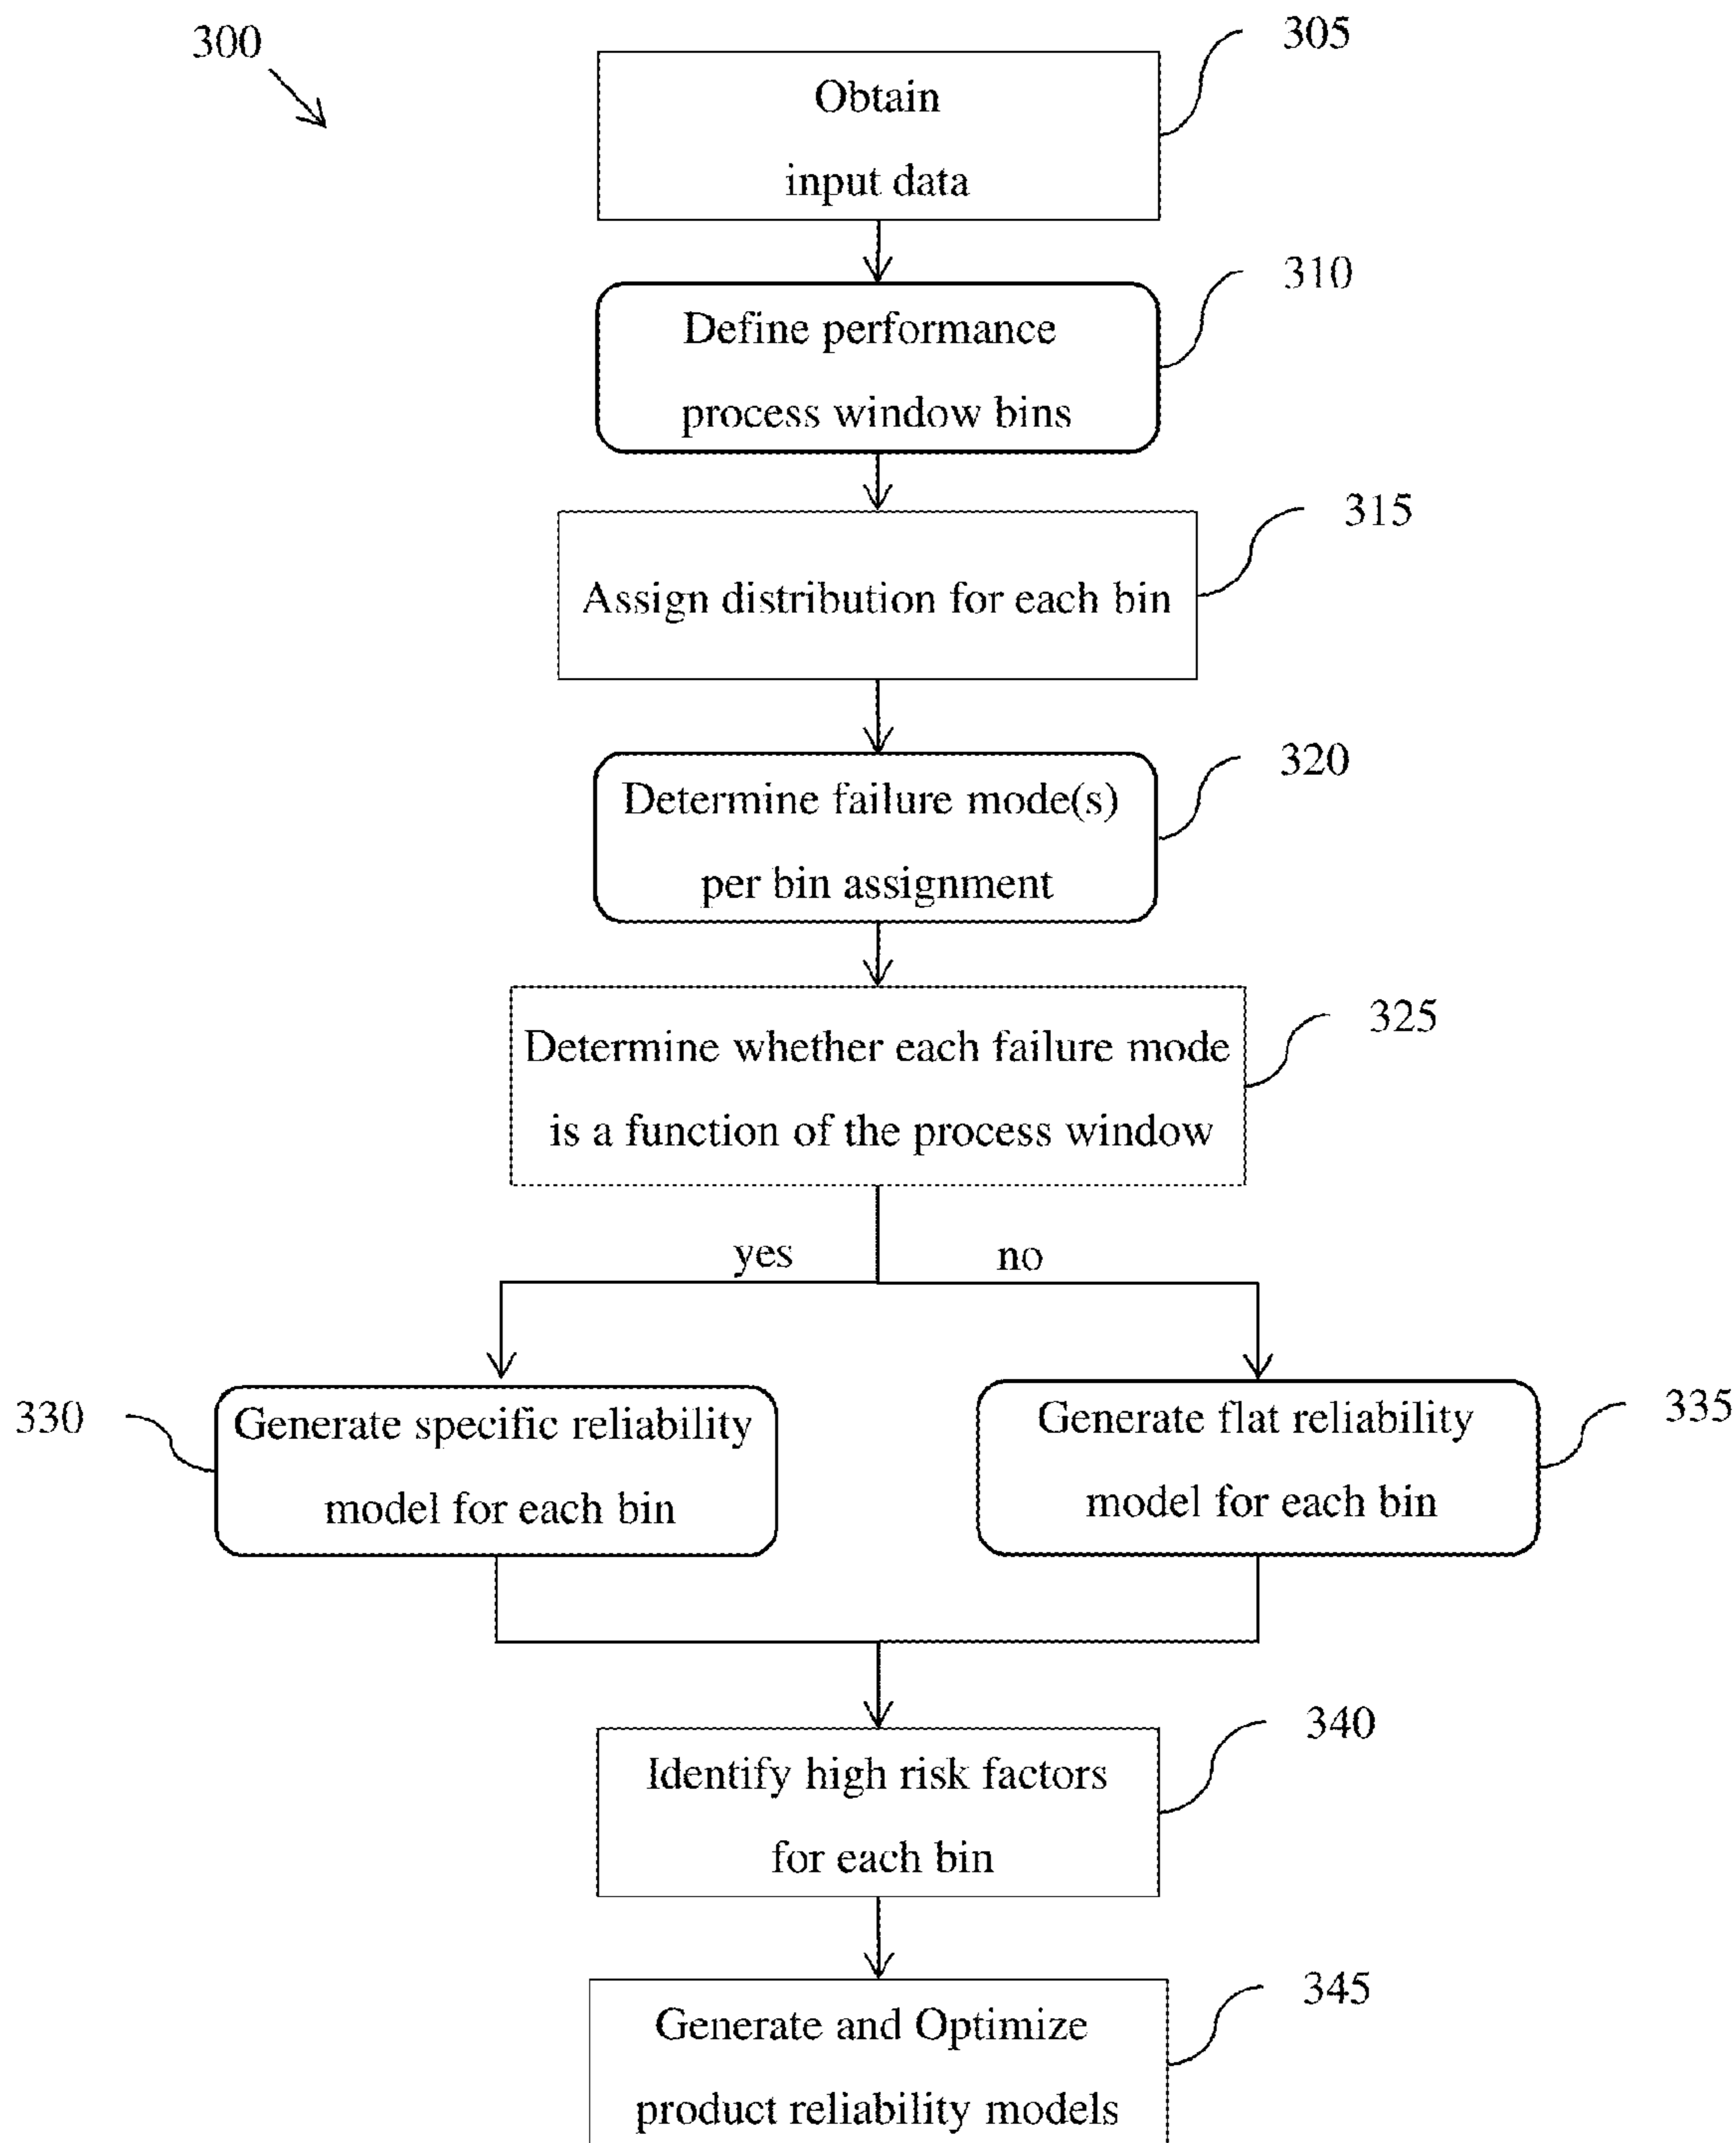 300
305
Obtain
input data
310
Define performance
process window bins
315
Assign distribution for each bin
320
Determine failure mode(s)
per bin assignment
325
Determine whether each failure mode
is a function of the process window
yes
no
330
Generate specific reliability
model for each bin
335
Generate flat reliability
model for each bin
340
Identify high risk factors
for each bin
345
Generate and Optimize
product reliability models